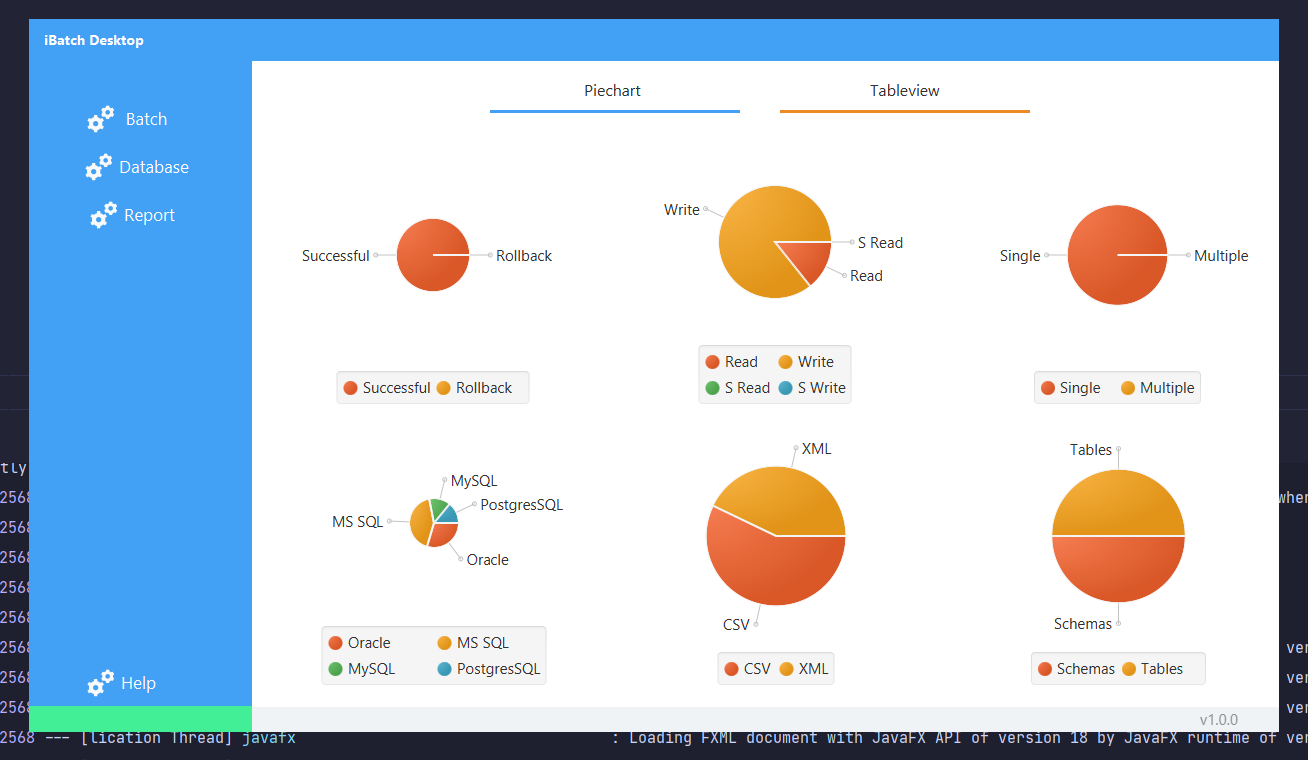 iBatch Desktop
Piechart
Tableview
Batch
Database
Report
Help
Successful
Rollback
Successful Rollback
Write
S Read
Read
Read Write
S Read S Write
Single
Multiple
Single Multiple
MySQL
PostgresSQL
MS SQL
Oracle
Oracle MS SQL
MySQL PostgresSQL
XML
CSV
CSV XML
Tables
Schemas
Schemas Tables
v1.0.0
tly
2568
2568
2568
2568
2568
2568 ver
2568 ver
2568 ver
2568 --- [lication Thread] javafx : Loading FXML document with JavaFX API of version 18 by JavaFX runtime of ver